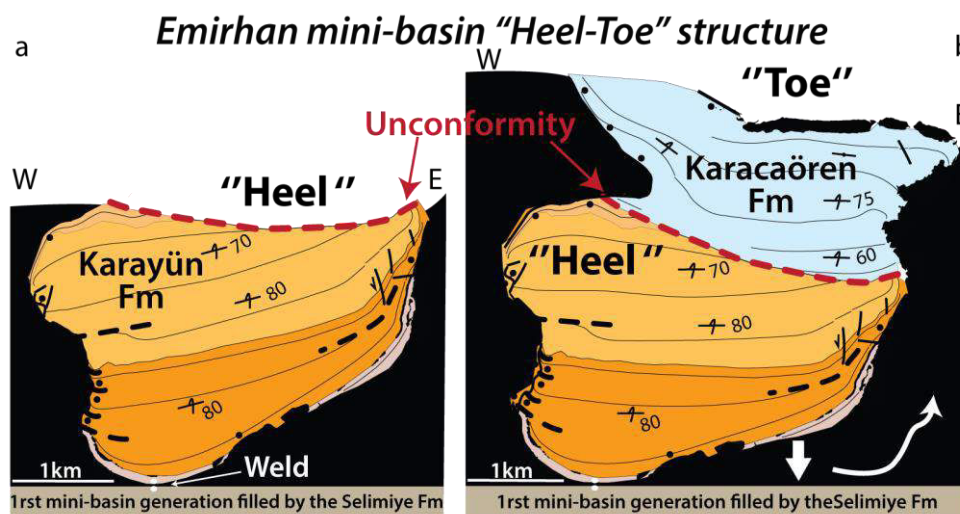 Emirhan mini-basin “Heel-Toe” structure
a
b
W
‘‘Toe‘‘
Unconformity
E
W
‘‘Heel ‘‘
E
Karacaören
Fm
75
60
Karayün
Fm
70
80
80
‘‘Heel ‘‘
70
80
80
1km
Weld
1km
1rst mini-basin generation filled by the Selimiye Fm
1rst mini-basin generation filled by theSelimiye Fm